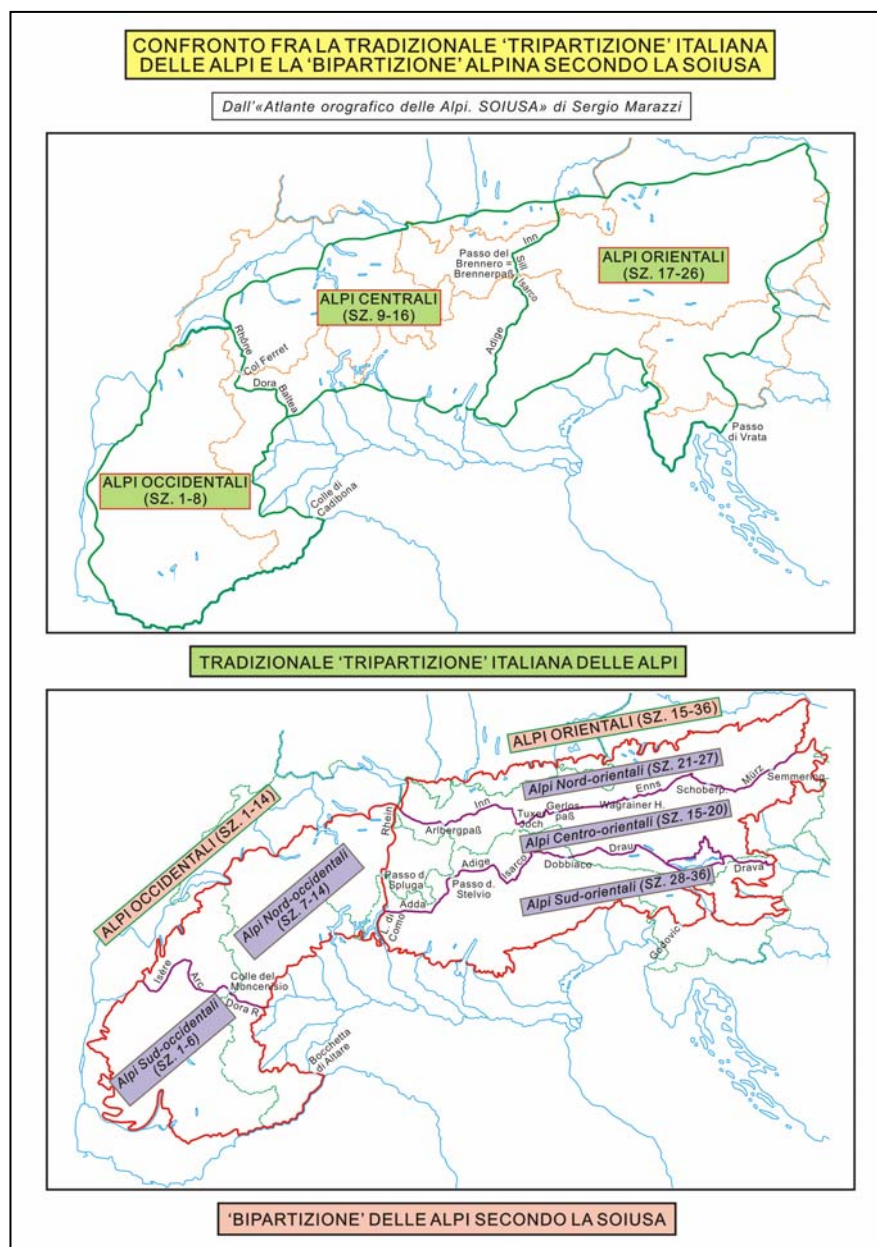 CONFRONTO FRA LA TRADIZIONALE ‘TRIPARTIZIONE’ ITALIANA
DELLE ALPI E LA ‘BIPARTIZIONE’ ALPINA SECONDO LA SOIUSA
Dall'«Atlante orografico delle Alpi. SOIUSA» di Sergio Marazzi
Inn
Passo del
Brennero =
Brennerpaß
Sill
Isarco
ALPI ORIENTALI
(SZ. 17-26)
ALPI CENTRALI
(SZ. 9-16)
Rhône
Col Ferret
Dora
Baltea
Adige
Passo
di Vrata
ALPI OCCIDENTALI
(SZ. 1-8)
Colle di
Cadibona
TRADIZIONALE ‘TRIPARTIZIONE’ ITALIANA DELLE ALPI
ALPI ORIENTALI (SZ. 15-36)
Alpi Nord-orientali (SZ. 21-27)
Inn
Arlbergpaß
Tuxer
Joch
Gerlos-
paß
Wagrainer H.
Enns
Schoberp.
Mürz
Semmering
Alpi Centro-orientali (SZ. 15-20)
ALPI OCCIDENTALI (SZ. 1-14)
Rhein
Alpi Nord-occidentali
(SZ. 7-14)
Passo d.
Spluga
Adda
L. di
Como
Adige
Passo d.
Stelvio
Isarco
Dobbiaco
Drau
Drava
Alpi Sud-orientali (SZ. 28-36)
Godovic
Isère
Arc
Colle del
Moncenisio
Dora R.
Alpi Sud-occidentali
(SZ. 1-6)
Bocchetta
di Altare
‘BIPARTIZIONE’ DELLE ALPI SECONDO LA SOIUSA